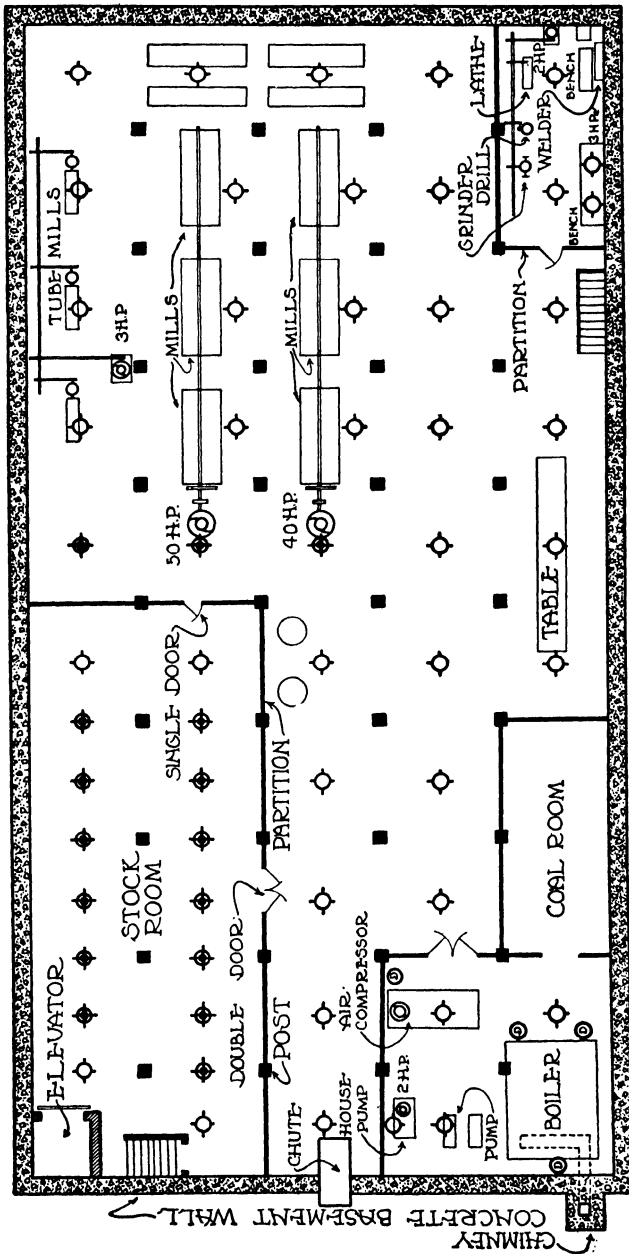 TUBE MILLS
3 H.P
MILLS
MILLS
50 H.P.
40 H.P.
LATHE
2 H.P.
BENCH
WELDER
GRINDER
DRILL
3 H.P.
BENCH
PARTITION
TABLE
SINGLE DOOR
PARTITION
STOCK
ROOM
DOUBLE DOOR
ELEVATOR
POST
COAL ROOM
AIR
COMPRESSOR
CHUTE
HOUSE
PUMP
2 H.P.
PUMP
BOILER
CONCRETE BASEMENT WALL
CHIMNEY